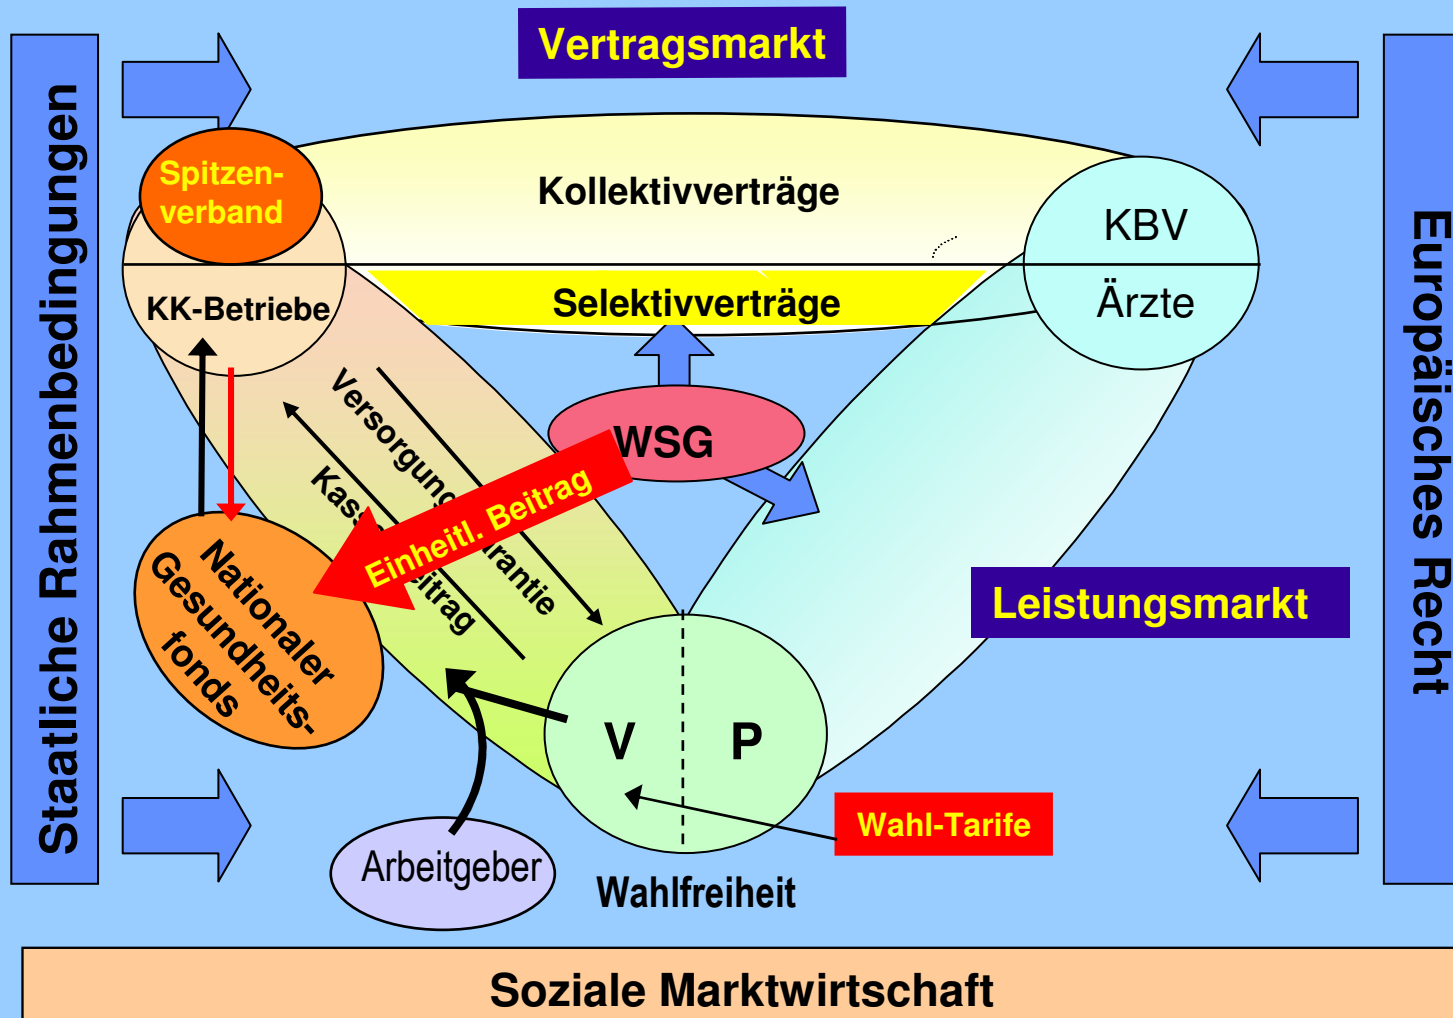 Vertragsmarkt
Staatliche Rahmenbedingungen
Europäisches Recht
Spitzen-
verband
Kollektivverträge
KBV
KK-Betriebe
Selektivverträge
Ärzte
WSG
Einheitl. Beitrag
Nationaler
Gesundheits-
fonds
Leistungsmarkt
V
P
Wahl-Tarife
Arbeitgeber
Wahlfreiheit
Soziale Marktwirtschaft